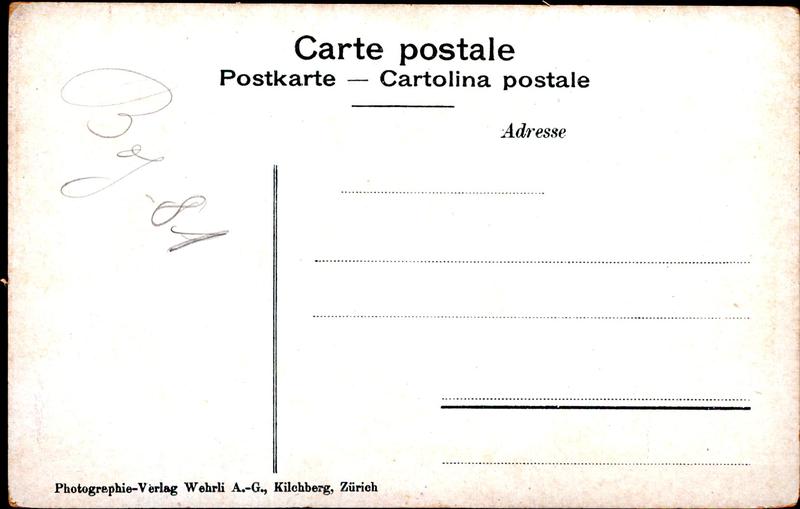 Carte postale
Postkarte — Cartolina postale
Adresse
Photographie-Verlag Wehrli A.-G., Kilchberg, Zürich